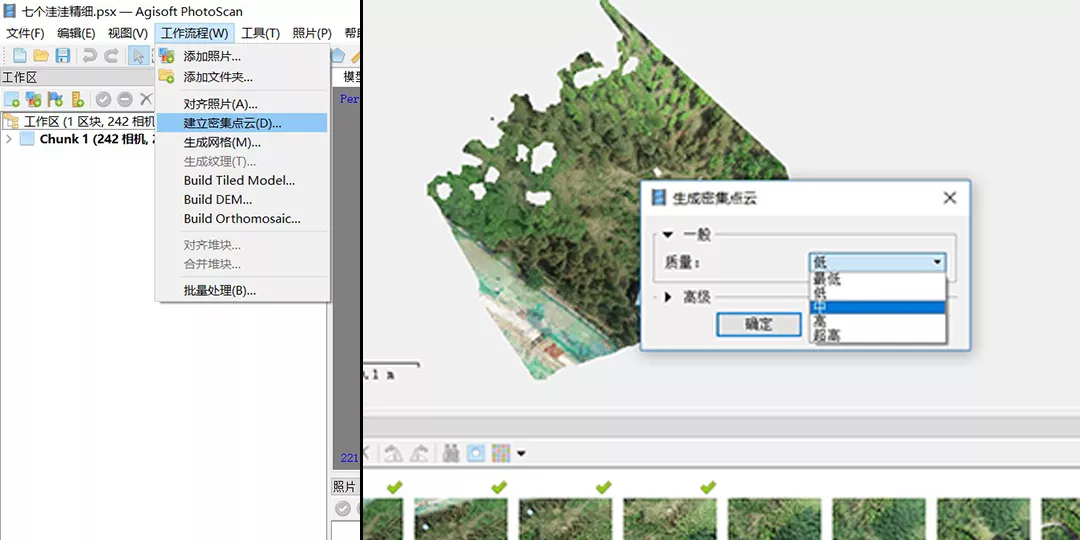 七个洼洼精细.psx — Agisoft PhotoScan
文件(F) 编辑(E) 视图(V) 工作流程(W) 工具(T) 照片(P) 帮
添加照片...
工作区
添加文件夹...
模
对齐照片(A)...
Per
工作区 (1 区块, 242 相机
建立密集点云(D)...
Chunk 1 (242 相机,
生成网格(M)...
生成纹理(T)...
Build Tiled Model...
Build DEM...
Build Orthomosaic...
对齐堆块...
合并堆块...
批量处理(B)...
221
照片
生成密集点云
一般
质量:
低
最低
低
中
高
超高
高级
确定
0.1 m